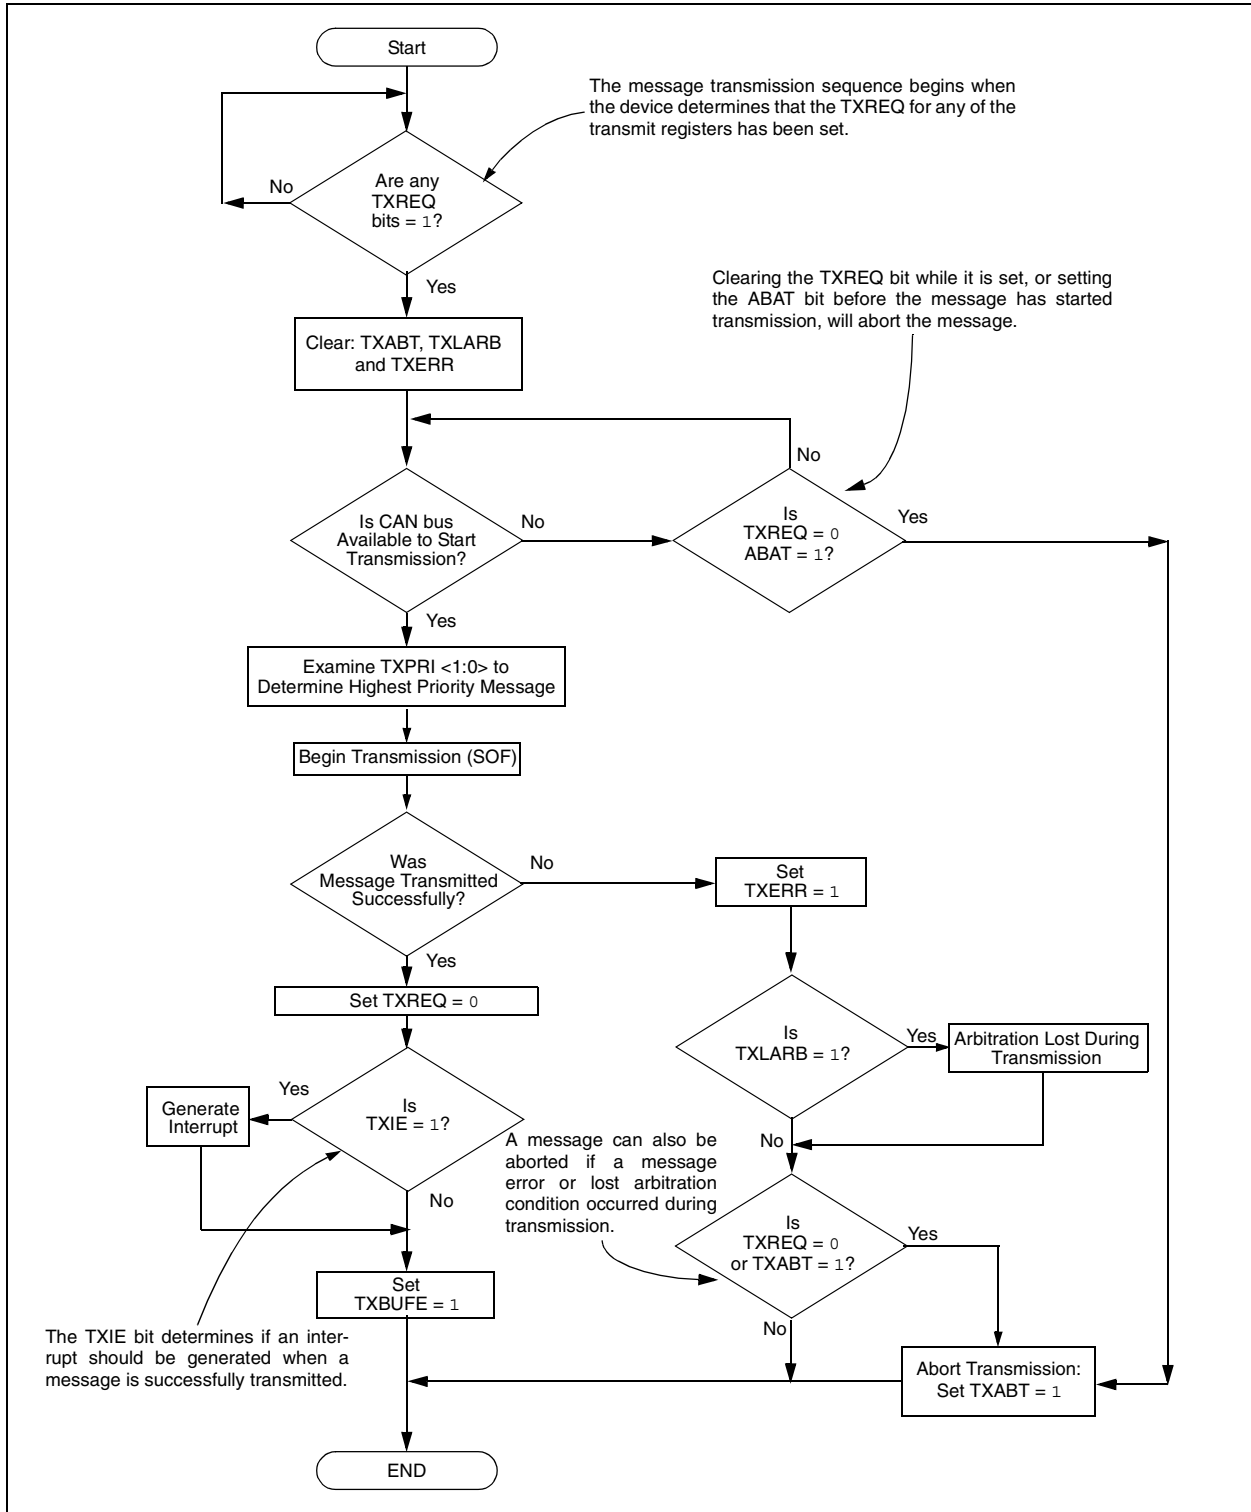 Start
The message transmission sequence begins when
the device determines that the TXREQ for any of the
transmit registers has been set.
No
Are any
TXREQ
bits = 1?
Yes
Clearing the TXREQ bit while it is set, or setting
the ABAT bit before the message has started
transmission, will abort the message.
Clear: TXABT, TXLARB
and TXERR
No
Is CAN bus
Available to Start
Transmission?
No
Is
TXREQ = 0
ABAT = 1?
Yes
Yes
Examine TXPRI <1:0> to
Determine Highest Priority Message
Begin Transmission (SOF)
Was
Message Transmitted
Successfully?
No
Set
TXERR = 1
Yes
Set TXREQ = 0
Is
TXLARB = 1?
Yes
Arbitration Lost During
Transmission
Generate
Interrupt
Yes
Is
TXIE = 1?
No
No
A message can also be
aborted if a message
error or lost arbitration
condition occurred during
transmission.
Is
TXREQ = 0
or TXABT = 1?
Yes
Set
TXBUFE = 1
No
The TXIE bit determines if an inter-
rupt should be generated when a
message is successfully transmitted.
Abort Transmission:
Set TXABT = 1
END